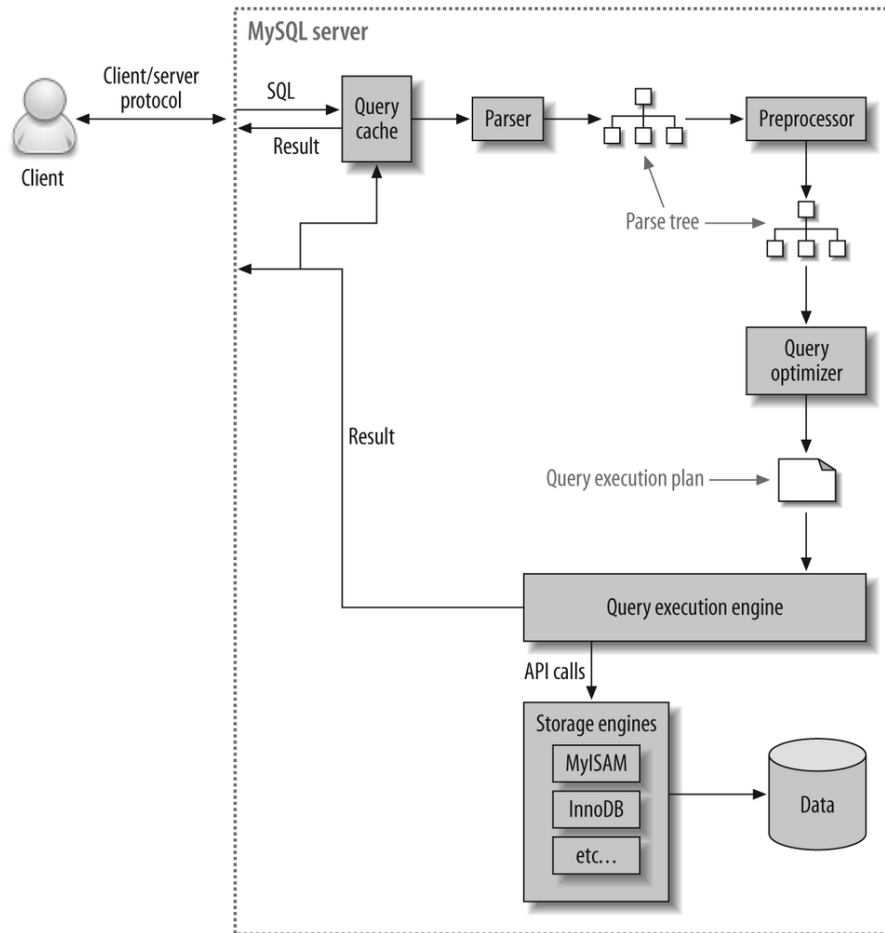 MySQL server
Client/server
protocol
SQL
Result
Query
cache
Parser
Preprocessor
Client
Parse tree
Query
optimizer
Result
Query execution plan
Query execution engine
API calls
Storage engines
MyISAM
InnoDB
etc...
Data